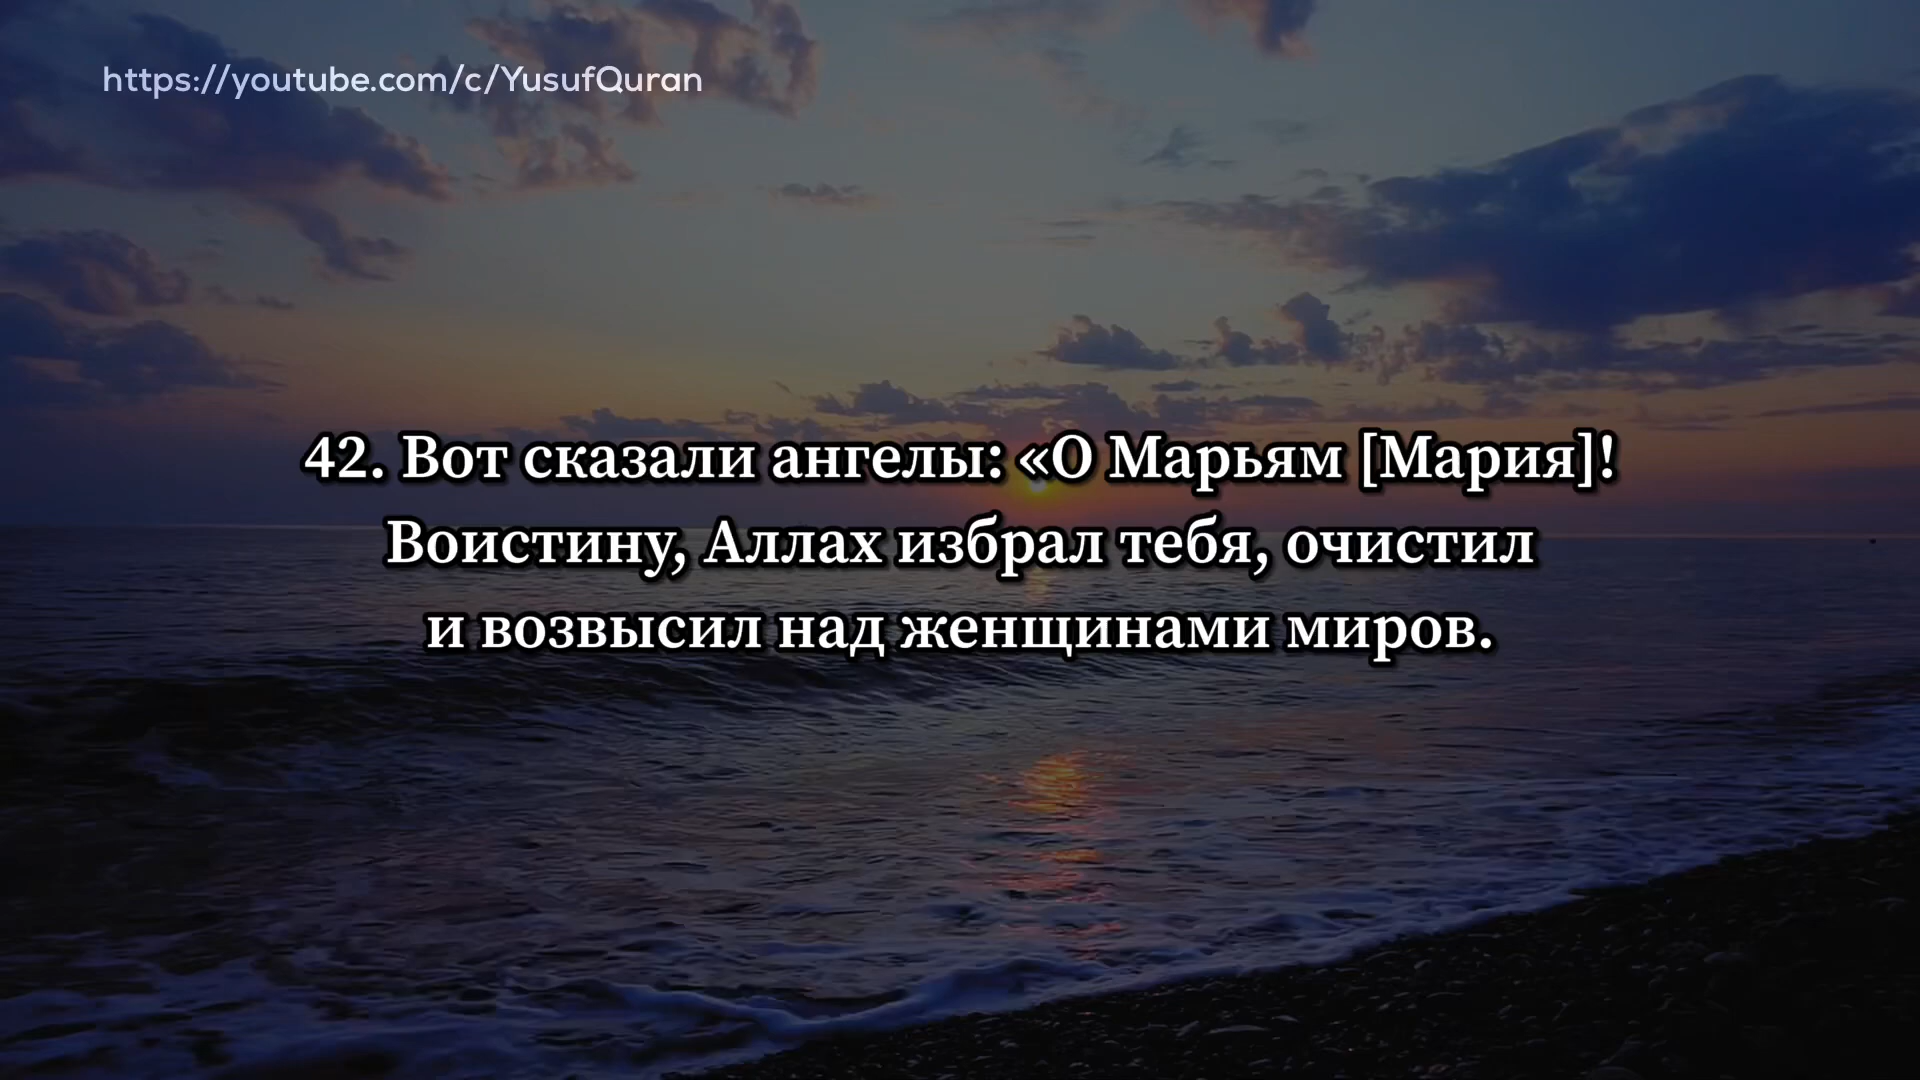 https://youtube.com/c/YusufQuran
42. Вот сказали ангелы: «О Марьям [Мария]!
Воистину, Аллах избрал тебя, очистил
и возвысил над женщинами миров.